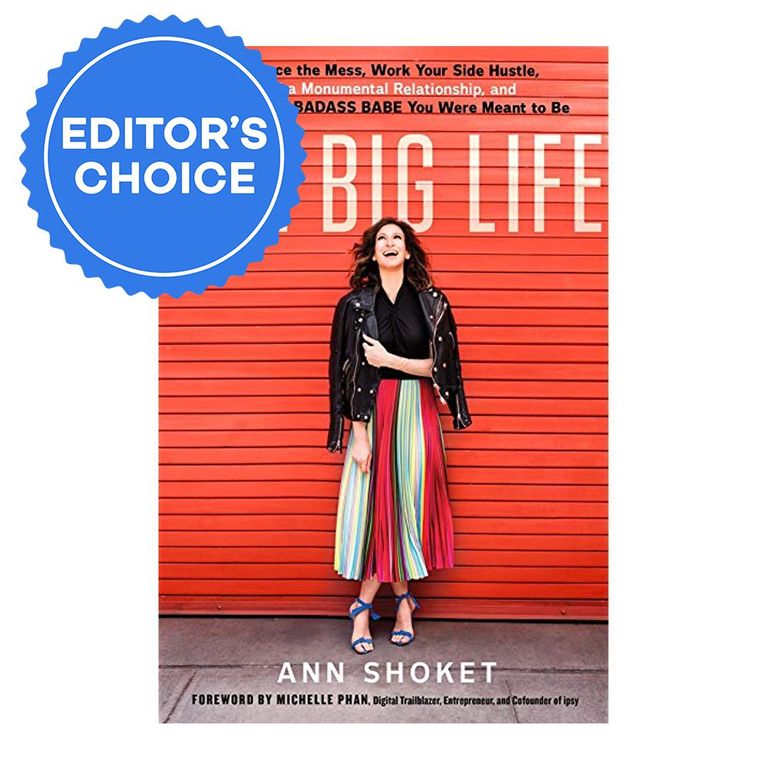 EDITOR'S
CHOICE
ce the Mess, Work Your Side Hustle,
a Monumental Relationship, and
BADASS BABE You Were Meant to Be
BIG LIFE
ANN SHOKET
FOREWORD BY MICHELLE PHAN, Digital Trailblazer, Entrepreneur, and Cofounder of ipsy